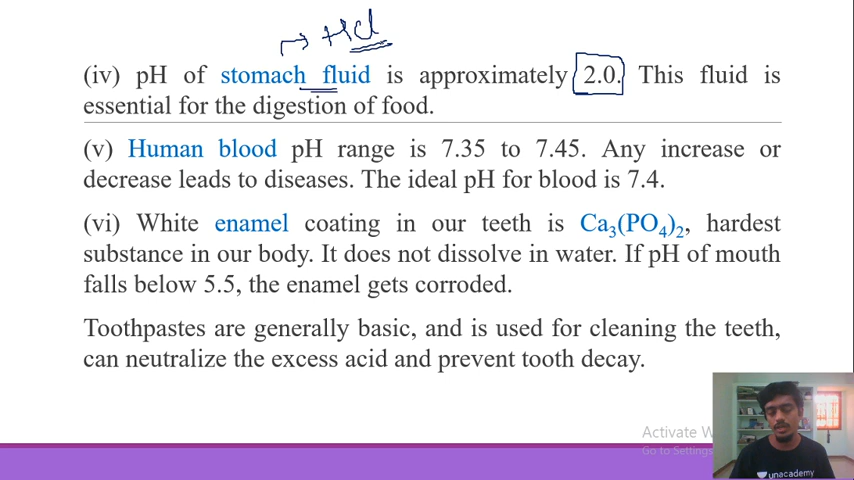 → HCl
(iv) pH of stomach fluid is approximately 2.0. This fluid is
essential for the digestion of food.
(v) Human blood pH range is 7.35 to 7.45. Any increase or
decrease leads to diseases. The ideal pH for blood is 7.4.
(vi) White enamel coating in our teeth is Ca₃(PO₄)₂, hardest
substance in our body. It does not dissolve in water. If pH of mouth
falls below 5.5, the enamel gets corroded.
Toothpastes are generally basic, and is used for cleaning the teeth,
can neutralize the excess acid and prevent tooth decay.
Activate W
Go to Settings
unacademy